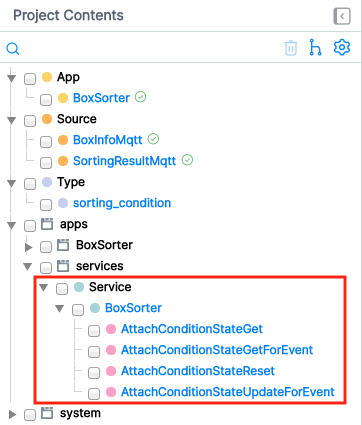 Project Contents
App
BoxSorter
Source
BoxInfoMqtt
SortingResultMqtt
Type
sorting_condition
apps
BoxSorter
services
Service
BoxSorter
AttachConditionStateGet
AttachConditionStateGetForEvent
AttachConditionStateReset
AttachConditionStateUpdateForEvent
system